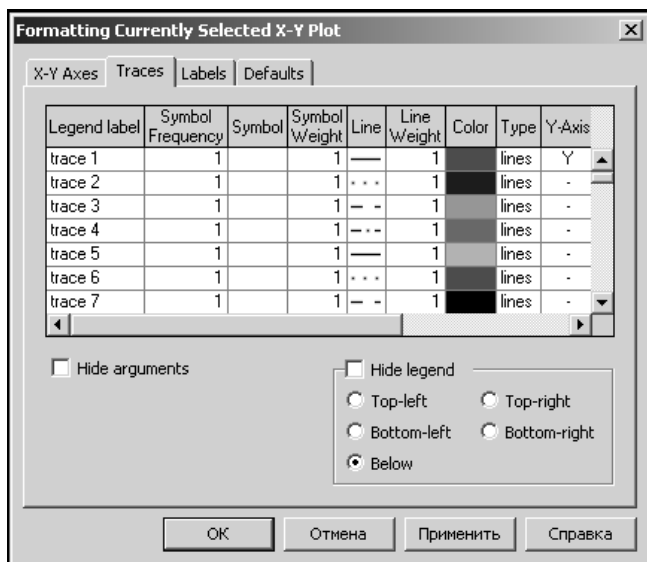 Formatting Currently Selected X-Y Plot
X-Y Axes Traces Labels Defaults
Legend label Symbol Frequency Symbol Symbol Weight Line Line Weight Color Type Y-Axis
trace 1 1 1 1 lines Y
trace 2 1 1 1 lines -
trace 3 1 1 1 lines -
trace 4 1 1 1 lines -
trace 5 1 1 1 lines -
trace 6 1 1 1 lines -
trace 7 1 1 1 lines -
Hide arguments
Hide legend
Top-left Top-right
Bottom-left Bottom-right
Below
ОК Отмена Применить Справка